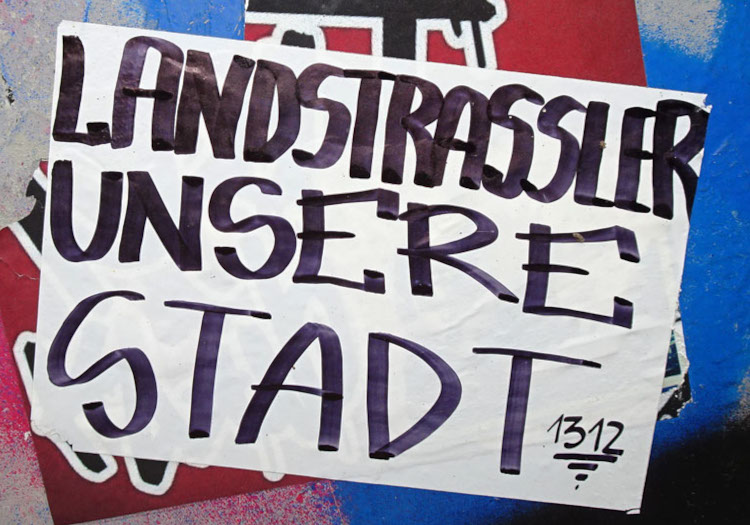 LANDSTRASSLER
UNSERE
STADT
1312